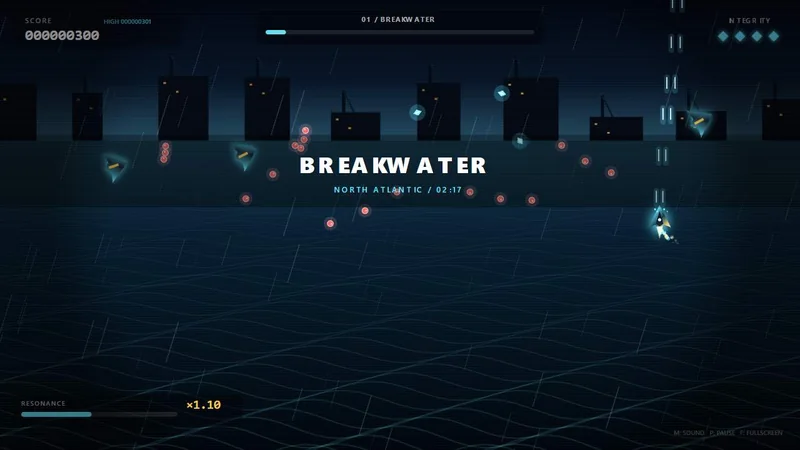 SCORE
HIGH 000000301
000000300
01 / BREAKWATER
INTEGRITY
BREAKWATER
NORTH ATLANTIC / 02:17
RESONANCE
×1.10
M: SOUND P: PAUSE F: FULLSCREEN